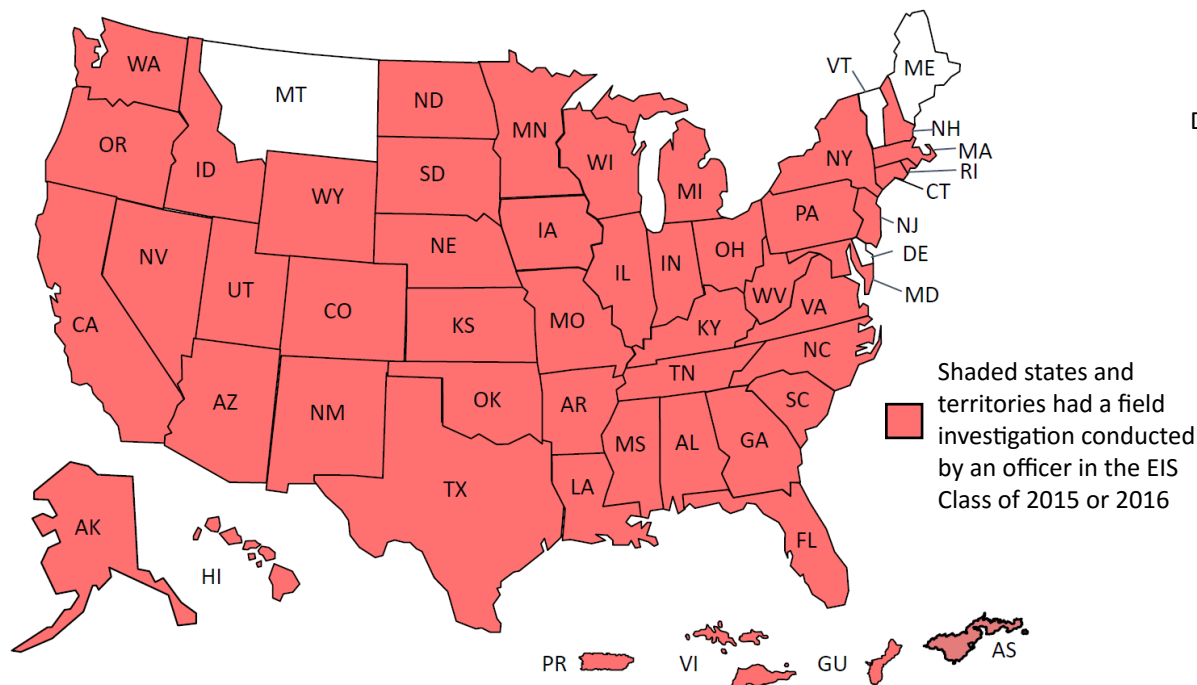 WA
MT
ND
MN
VT
ME
OR
ID
WY
SD
WI
MI
NY
NH
MA
RI
CT
D
NV
UT
CO
NE
IA
IL
IN
OH
PA
NJ
DE
MD
CA
KS
MO
KY
WV
VA
AZ
NM
OK
AR
TN
NC
SC
TX
LA
MS
AL
GA
FL
Shaded states and
territories had a field
investigation conducted
by an officer in the EIS
Class of 2015 or 2016
AK
HI
PR
VI
GU
AS